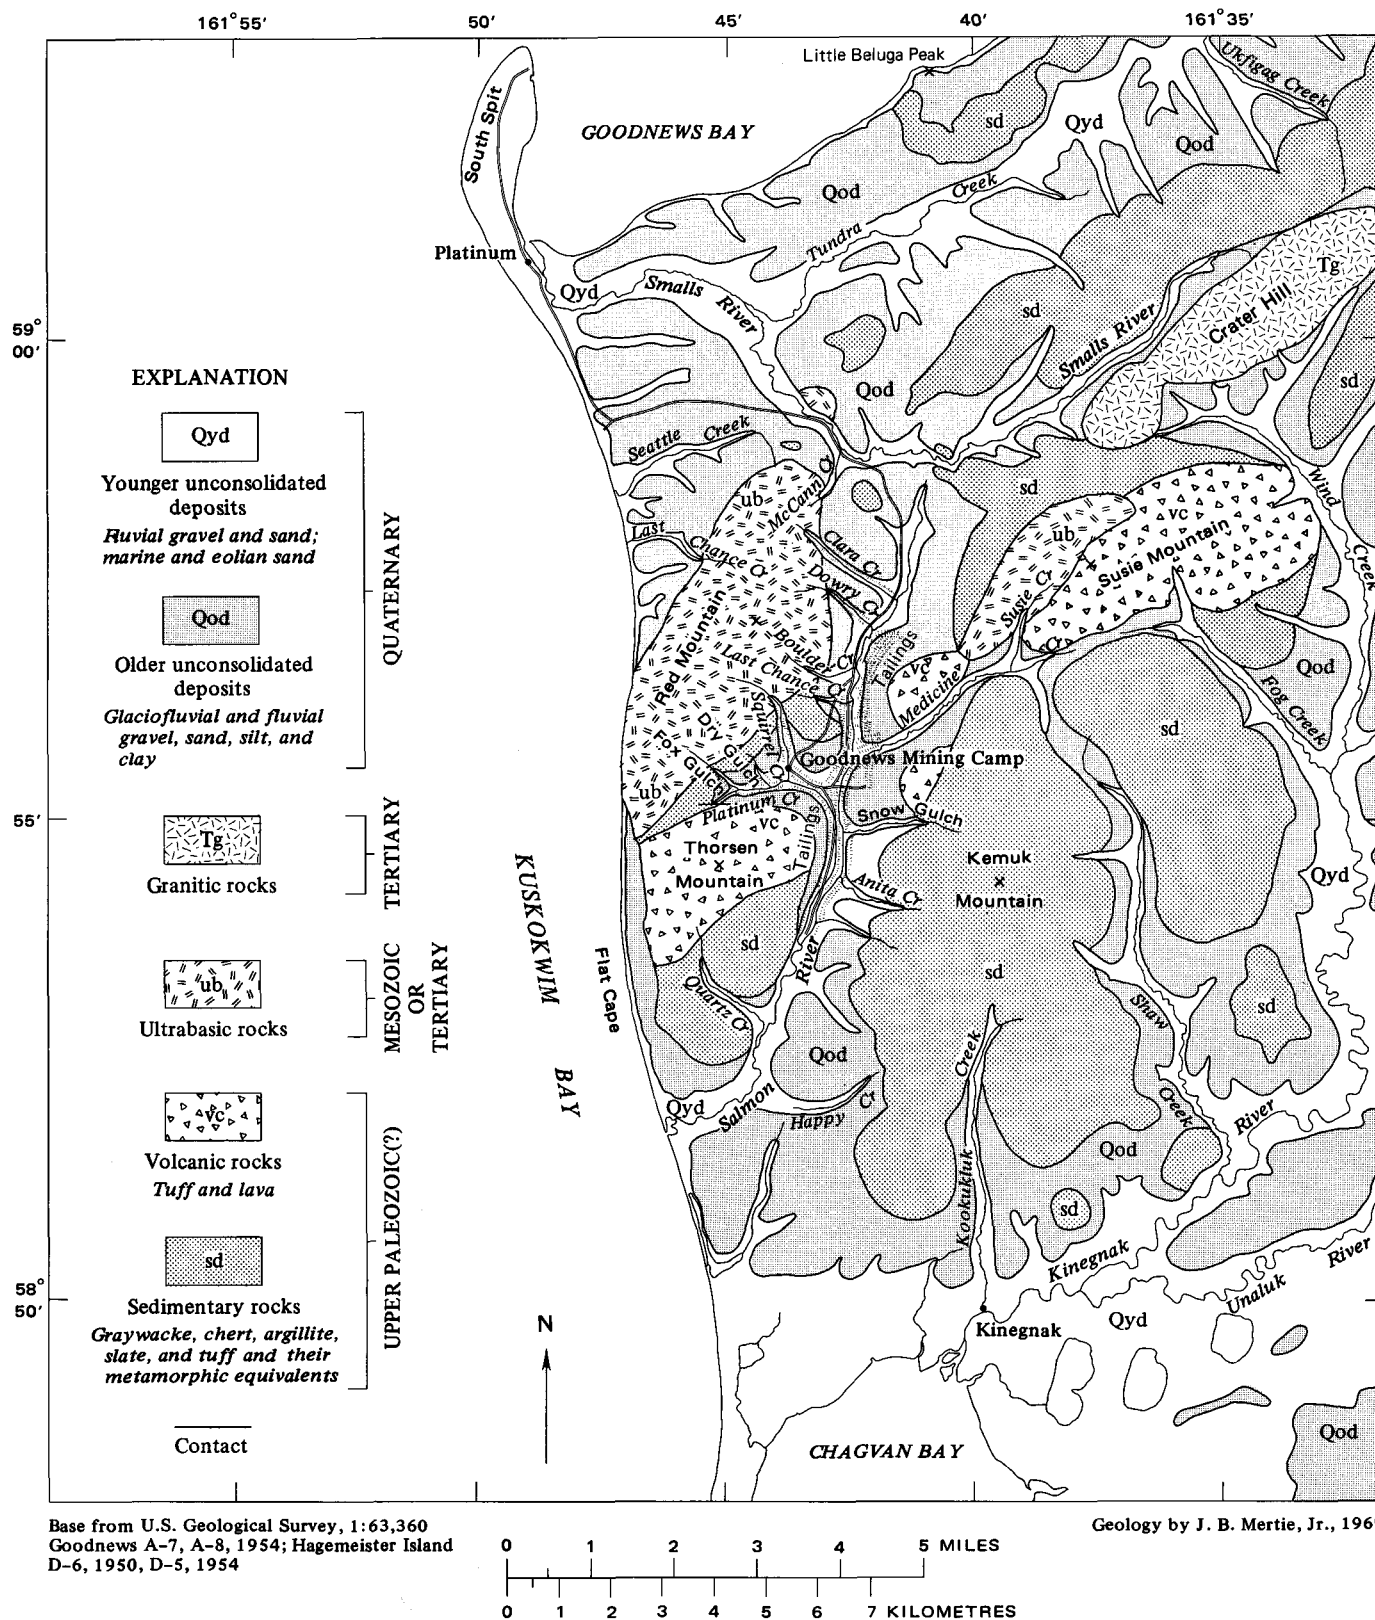 161°55'
50'
45'
40'
161°35'
Little Beluga Peak
Ukfigag Creek
South Spit
GOODNEWS BAY
sd
Qyd
Qod
Qod
Tundra Creek
Platinum
Qyd
Smalls River
Tg
Crater Hill
sd
Smalls River
59°
00'
Qod
sd
Seattle Creek
sd
Wind Creek
ub
McCann Cr
Last Chance Cr
Clara Cr
Dowry Cr
ub
vc
Susie Mountain
Susie Cr
Red Mountain
Boulder Cr
Last Chance Cr
Tailings
vc
Medicine Cr
Qod
Fog Creek
sd
Squirrel Cr
Dry Gulch
Fox Gulch
ub
Goodnews Mining Camp
Platinum Cr
Snow Gulch
55'
vc
Thorsen
Mountain
Tailings
Kemuk
Mountain
Anita Cr
Qyd
sd
River
sd
Quartz Cr
Flat Cape
KUSKOKWIM
BAY
Shaw
Creek
sd
Qod
Creek
Qyd
Salmon
Happy Cr
River
Qod
Kookukluk
sd
Kinegnak
River
Unaluk
58°
50'
Kinegnak
Qyd
CHAGVAN BAY
Qod
N
EXPLANATION
Qyd
Younger unconsolidated
deposits
Fluvial gravel and sand;
marine and eolian sand
Qod
Older unconsolidated
deposits
Glaciofluvial and fluvial
gravel, sand, silt, and
clay
QUATERNARY
Tg
Granitic rocks
TERTIARY
ub
Ultrabasic rocks
MESOZOIC
OR
TERTIARY
vc
Volcanic rocks
Tuff and lava
sd
Sedimentary rocks
Graywacke, chert, argillite,
slate, and tuff and their
metamorphic equivalents
UPPER PALEOZOIC(?)
Contact
Base from U.S. Geological Survey, 1:63,360
Goodnews A-7, A-8, 1954; Hagemeister Island
D-6, 1950, D-5, 1954
Geology by J. B. Mertie, Jr.,
0 1 2 3 4 5 MILES
0 1 2 3 4 5 6 7 KILOMETRES